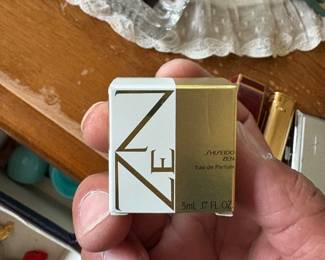 ZEN
SHISEIDO
ZEN
Eau de Parfum
5mL .17 FL.OZ.